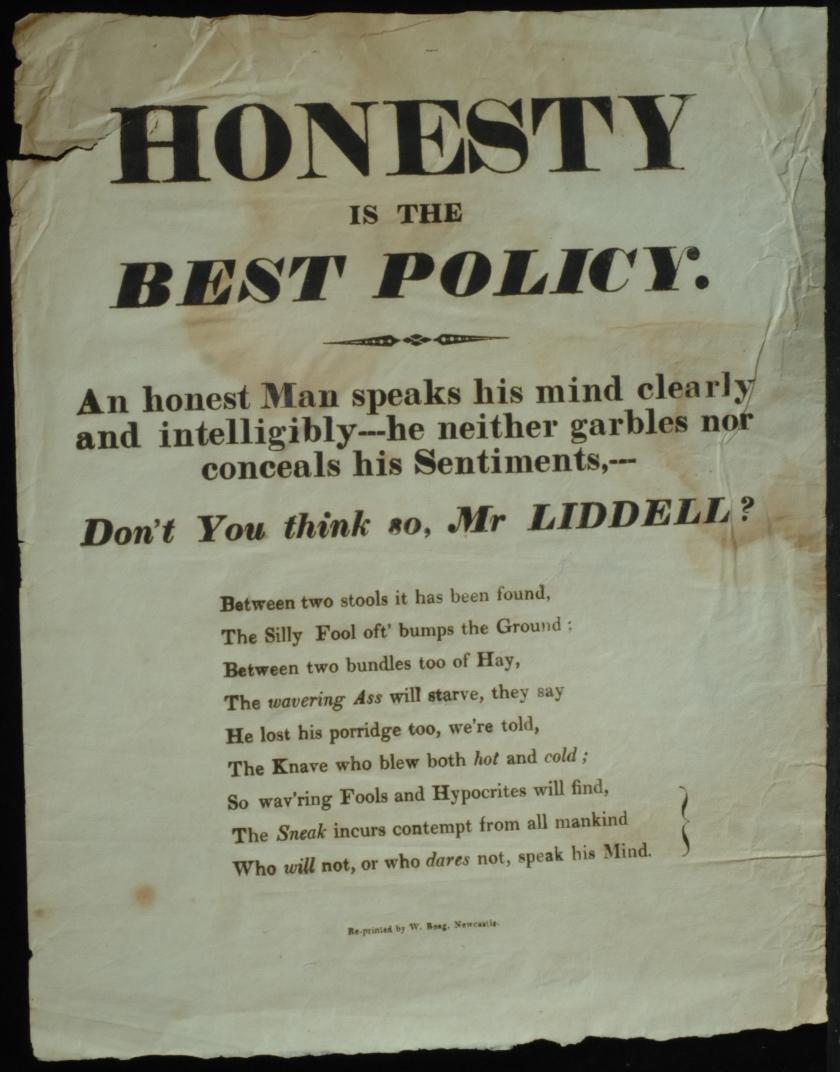 HONESTY
IS THE
BEST POLICY.
An honest Man speaks his mind clearly
and intelligibly---he neither garbles nor
conceals his Sentiments,---
Don't You think so, Mr LIDDELL?
Between two stools it has been found,
The Silly Fool oft' bumps the Ground;
Between two bundles too of Hay,
The wavering Ass will starve, they say
He lost his porridge too, we're told,
The Knave who blew both hot and cold;
So wav'ring Fools and Hypocrites will find,
The Sneak incurs contempt from all mankind
Who will not, or who dares not, speak his Mind.
Re-printed by W. Boag, Newcastle.